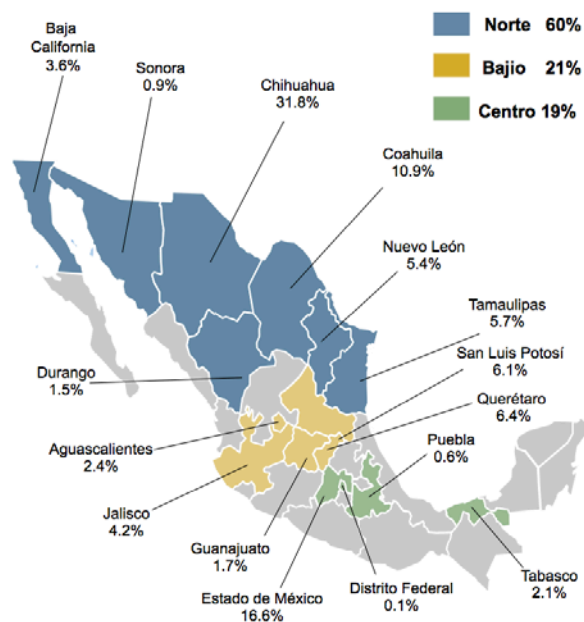 Baja
California
3.6%
Sonora
0.9%
Chihuahua
31.8%
Norte 60%
Bajio 21%
Centro 19%
Coahuila
10.9%
Nuevo León
5.4%
Tamaulipas
5.7%
San Luis Potosí
6.1%
Querétaro
6.4%
Puebla
0.6%
Durango
1.5%
Aguascalientes
2.4%
Jalisco
4.2%
Guanajuato
1.7%
Estado de México
16.6%
Distrito Federal
0.1%
Tabasco
2.1%